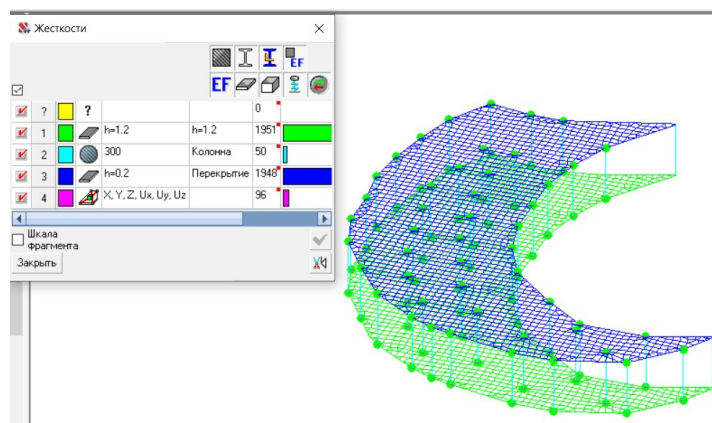 Жесткости
EF
EF
? ? 0
1 h=1.2 h=1.2 1951
2 300 Колонна 50
3 h=0.2 Перекрытие 1948
4 X, Y, Z, Ux, Uy, Uz 96
Шкала
фрагмента
Закрыть